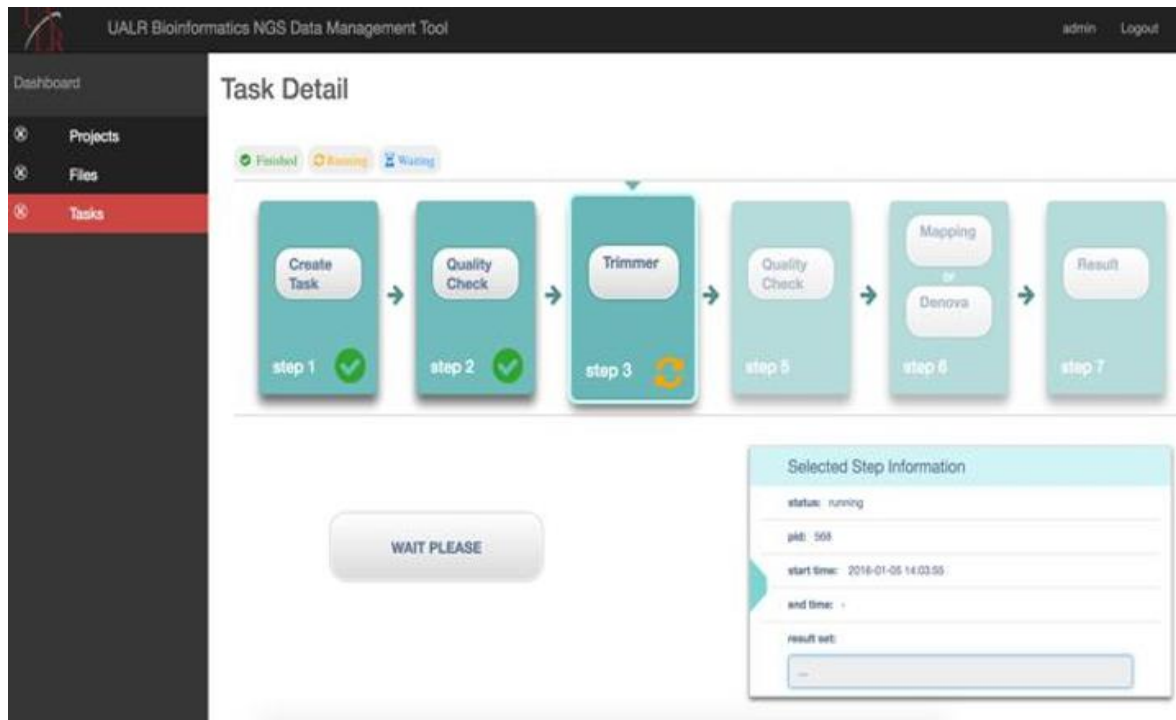 UALR
UALR Bioinformatics NGS Data Management Tool
admin Logout
Dashboard
Projects
Files
Tasks
Task Detail
Finished Running Waiting
Create
Task
step 1
Quality
Check
step 2
Trimmer
step 3
Quality
Check
step 5
Mapping
or
Denova
step 6
Result
step 7
WAIT PLEASE
Selected Step Information
status: running
pid: 568
start time: 2016-01-05 14:03:55
end time: -
result set:
...